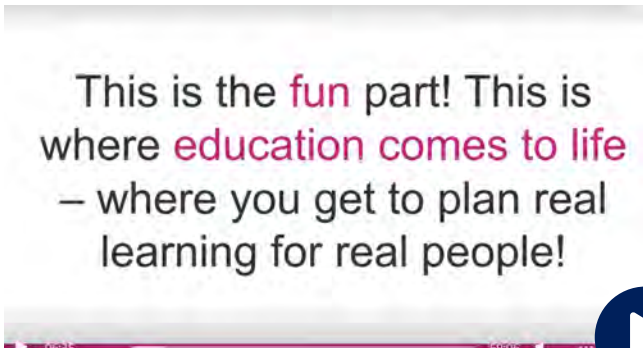 This is the fun part! This is
where education comes to life
– where you get to plan real
learning for real people!